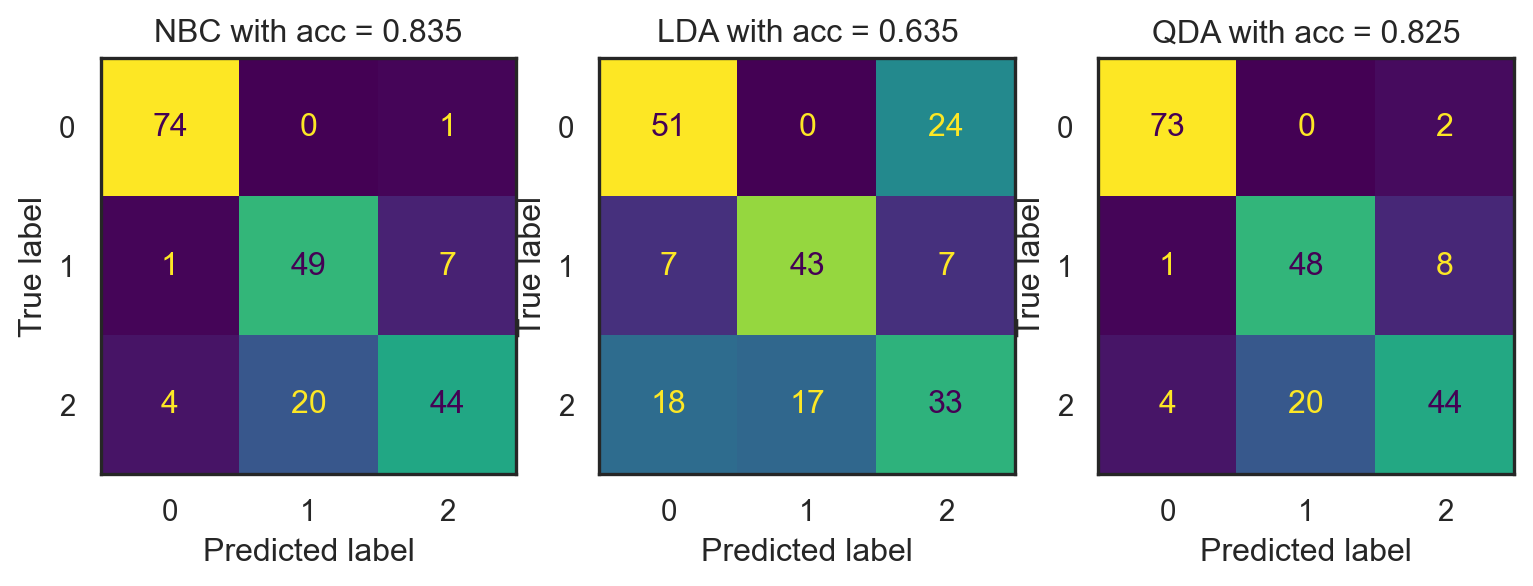 NBC with acc = 0.835
0 74 0 1
1 1 49 7
2 4 20 44
0 1 2
True label
Predicted label
LDA with acc = 0.635
0 51 0 24
1 7 43 7
2 18 17 33
0 1 2
True label
Predicted label
QDA with acc = 0.825
0 73 0 2
1 1 48 8
2 4 20 44
0 1 2
True label
Predicted label